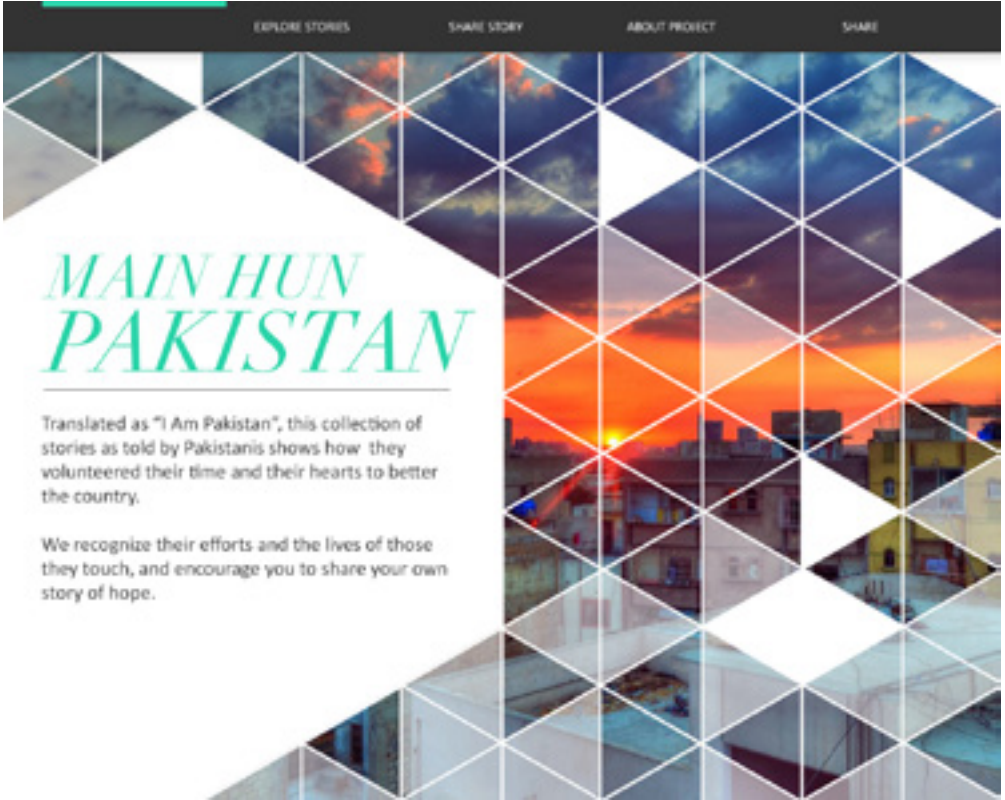 EXPLORE STORIES
SHARE STORY
ABOUT PROJECT
SHARE
MAIN HUN
PAKISTAN
Translated as “I Am Pakistan”, this collection of
stories as told by Pakistanis shows how they
volunteered their time and their hearts to better
the country.
We recognize their efforts and the lives of those
they touch, and encourage you to share your own
story of hope.